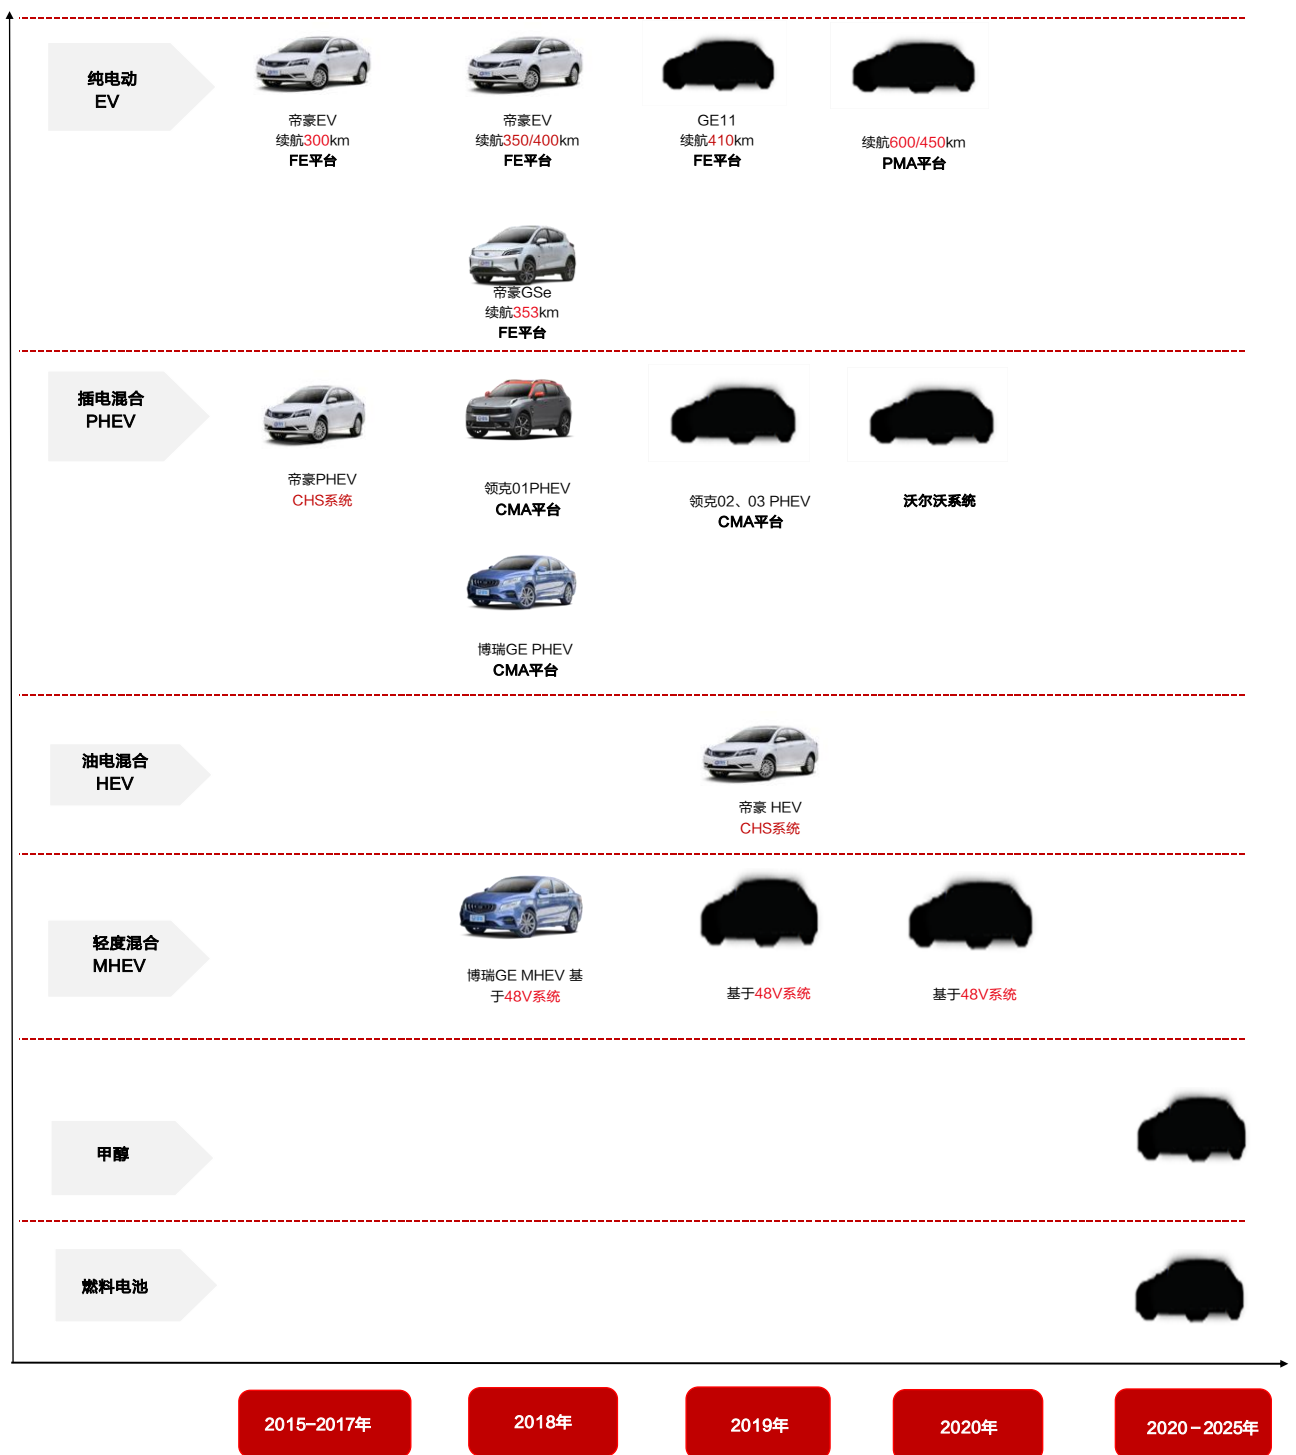 纯电动
EV
帝豪EV
续航300km
FE平台
帝豪EV
续航350/400km
FE平台
GE11
续航410km
FE平台
续航600/450km
PMA平台
帝豪GSe
续航353km
FE平台
插电混合
PHEV
帝豪PHEV
CHS系统
领克01PHEV
CMA平台
领克02、03 PHEV
CMA平台
沃尔沃系统
博瑞GE PHEV
CMA平台
油电混合
HEV
帝豪 HEV
CHS系统
轻度混合
MHEV
博瑞GE MHEV 基
于48V系统
基于48V系统
基于48V系统
甲醇
燃料电池
2015-2017年
2018年
2019年
2020年
2020-2025年